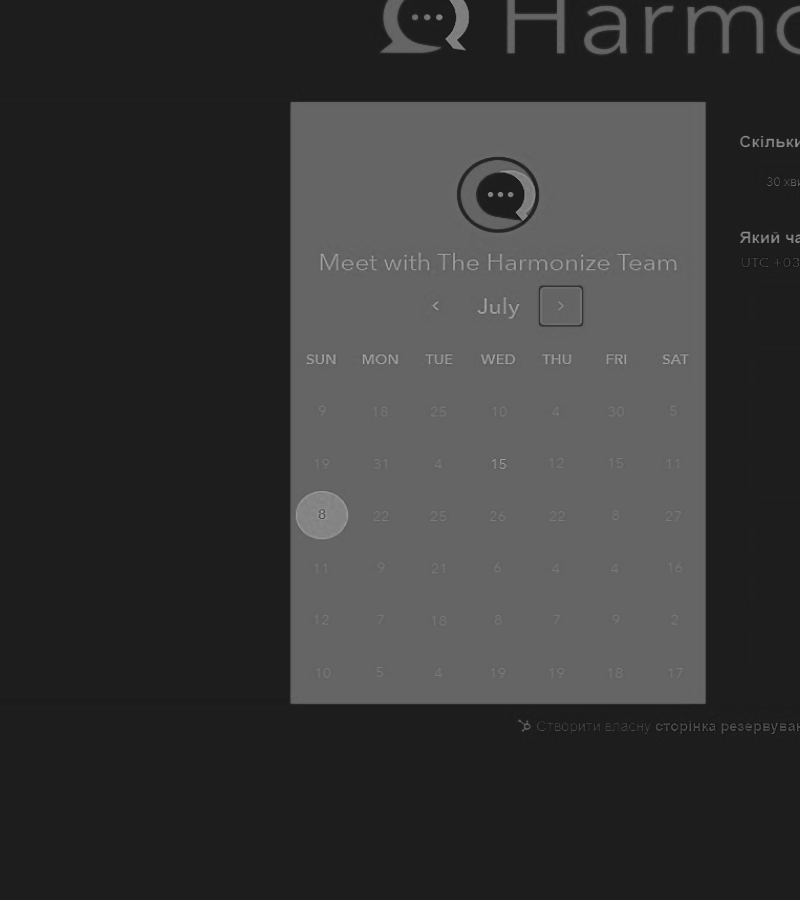 Harmo
Скільки
30 хви
Meet with The Harmonize Team
Який ча
UTC +03
July
SUN MON TUE WED THU FRI SAT
9 18 25 10 4 30 5
19 31 4 15 12 15 11
8 22 25 26 22 8 27
11 9 21 6 4 4 16
12 7 18 8 7 9 2
10 5 4 19 19 18 17
Створити власну сторінка резервуван